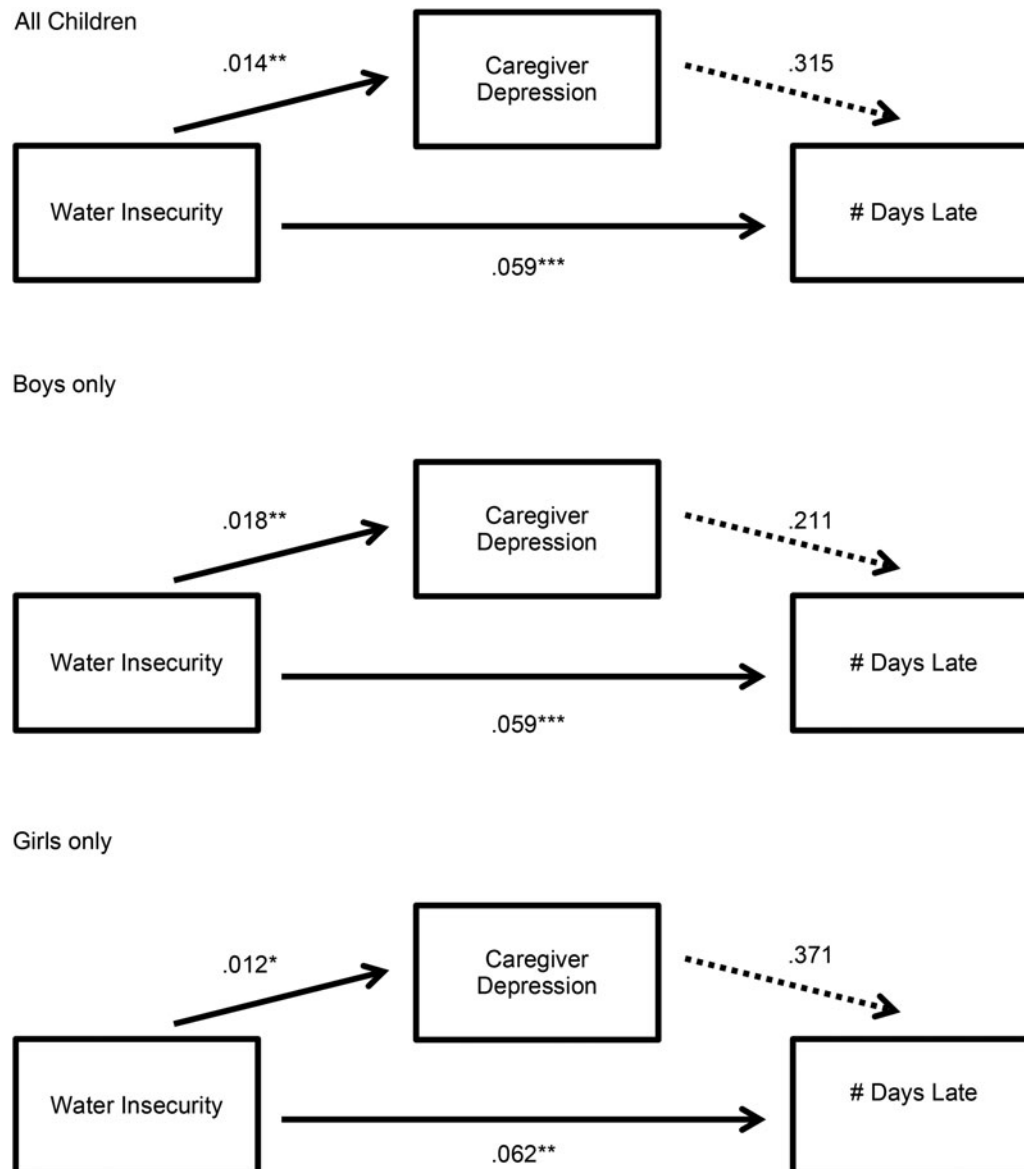 All Children
.014**
Caregiver
Depression
.315
Water Insecurity
# Days Late
.059***
Boys only
.018**
Caregiver
Depression
.211
Water Insecurity
# Days Late
.059***
Girls only
.012*
Caregiver
Depression
.371
Water Insecurity
# Days Late
.062**